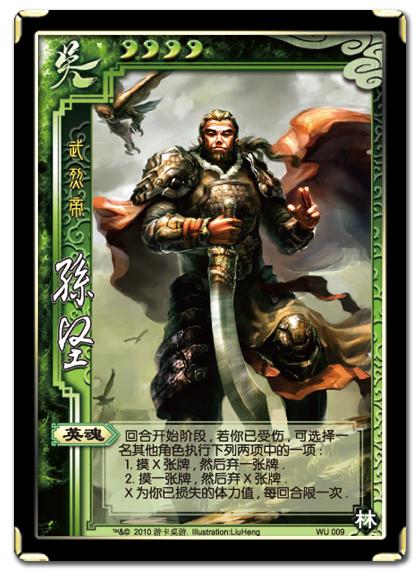 吴
武烈帝
孫坚
英魂
回合开始阶段，若你已受伤，可选择一
名其他角色执行下列两项中的一项：
1. 摸 X 张牌，然后弃一张牌．
2. 摸一张牌，然后弃 X 张牌．
X 为你已损失的体力值，每回合限一次．
林
™&© 2010 游卡桌游. Illustration:LiuHeng
WU 009